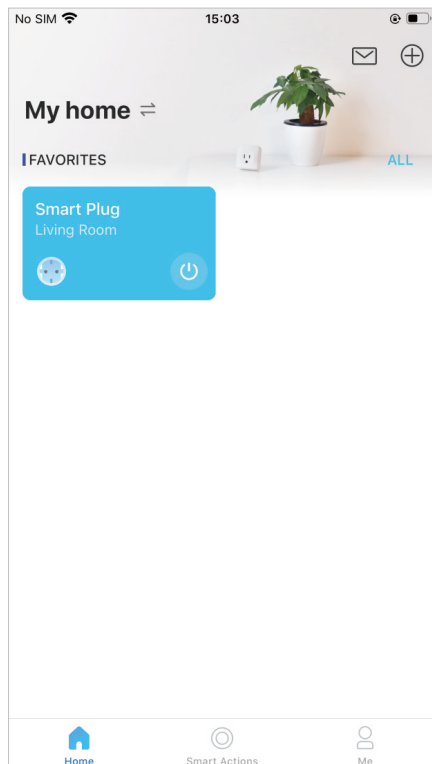 No SIM 15:03
My home
FAVORITES ALL
Smart Plug
Living Room
Home Smart Actions Me